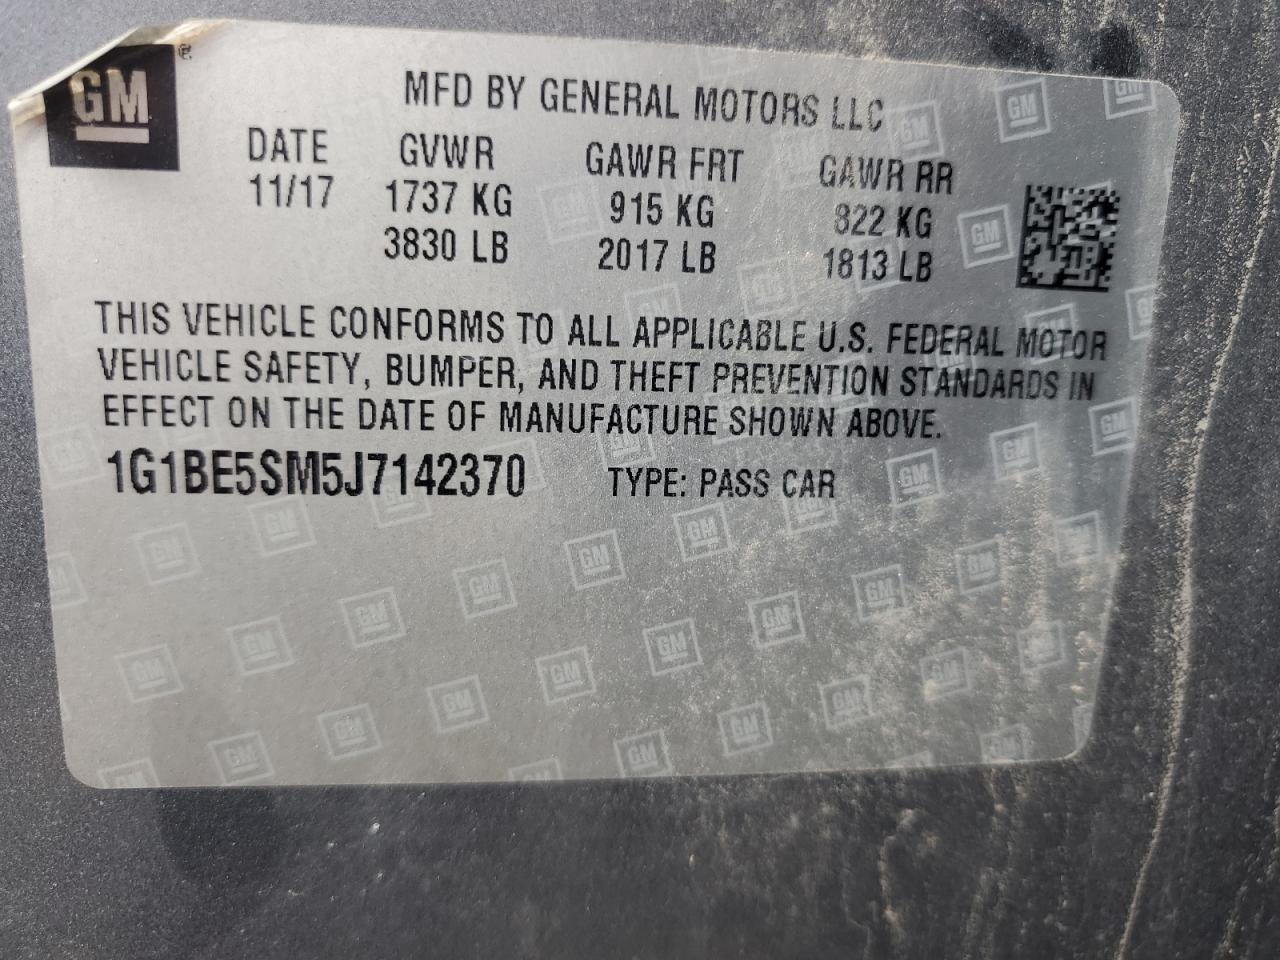 GM ®
MFD BY GENERAL MOTORS LLC
DATE GVWR GAWR FRT GAWR RR
11/17 1737 KG 915 KG 822 KG
3830 LB 2017 LB 1813 LB
THIS VEHICLE CONFORMS TO ALL APPLICABLE U.S. FEDERAL MOTOR
VEHICLE SAFETY, BUMPER, AND THEFT PREVENTION STANDARDS IN
EFFECT ON THE DATE OF MANUFACTURE SHOWN ABOVE.
1G1BE5SM5J7142370 TYPE: PASS CAR